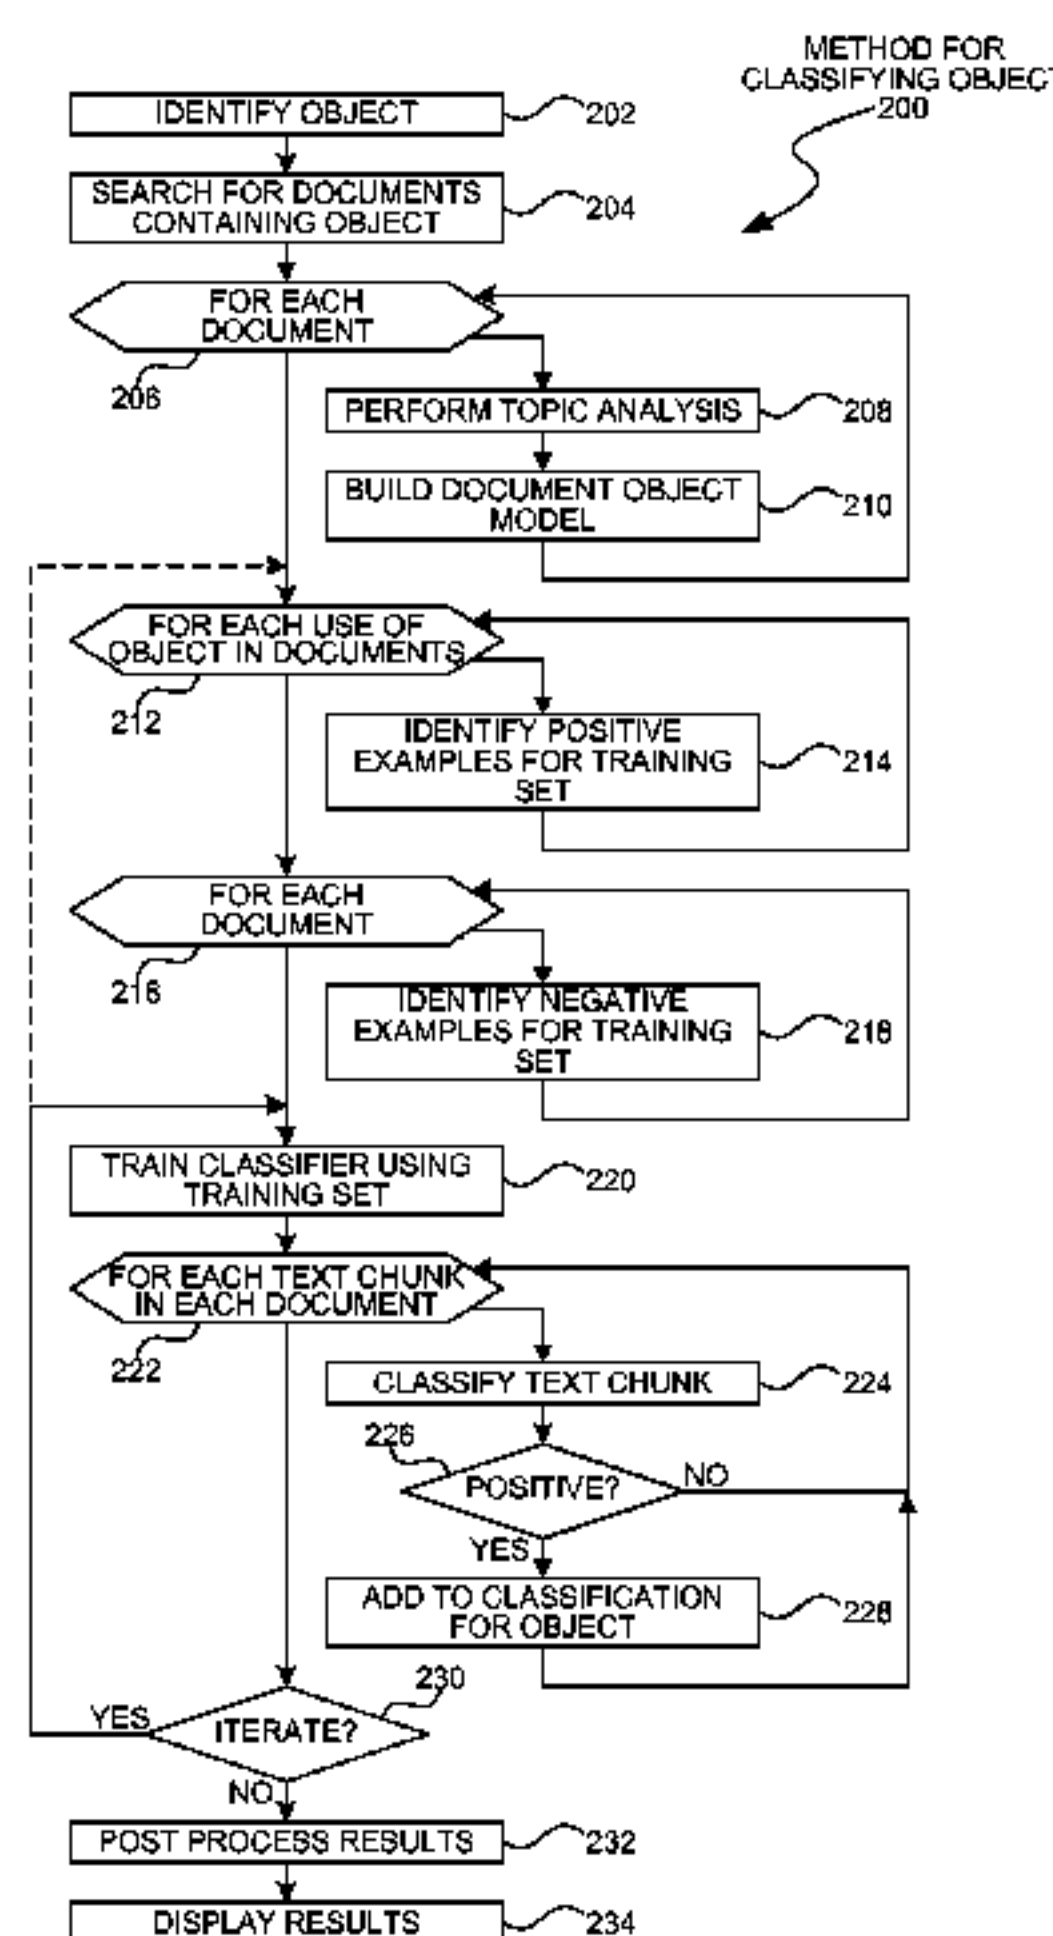 METHOD FOR
CLASSIFYING OBJECT
200
IDENTIFY OBJECT
202
SEARCH FOR DOCUMENTS
CONTAINING OBJECT
204
FOR EACH
DOCUMENT
206
PERFORM TOPIC ANALYSIS
208
BUILD DOCUMENT OBJECT
MODEL
210
FOR EACH USE OF
OBJECT IN DOCUMENTS
212
IDENTIFY POSITIVE
EXAMPLES FOR TRAINING
SET
214
FOR EACH
DOCUMENT
216
IDENTIFY NEGATIVE
EXAMPLES FOR TRAINING
SET
218
TRAIN CLASSIFIER USING
TRAINING SET
220
FOR EACH TEXT CHUNK
IN EACH DOCUMENT
222
CLASSIFY TEXT CHUNK
224
226
POSITIVE?
NO
YES
ADD TO CLASSIFICATION
FOR OBJECT
228
230
YES
ITERATE?
NO
POST PROCESS RESULTS
232
DISPLAY RESULTS
234